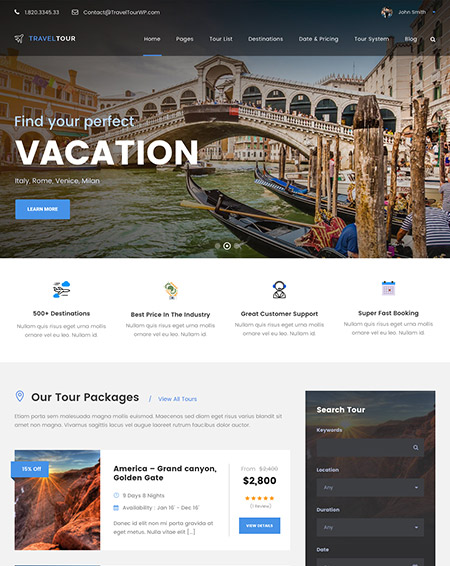 1.820.3345.33 Contact@TravelTourWP.com John Smith
TRAVELTOUR Home Pages Tour List Destinations Date & Pricing Tour System Blog
Find your perfect
VACATION
Italy, Rome, Venice, Milan
LEARN MORE
500+ Destinations
Nullam quis risus eget urna mollis
ornare vel eu leo. Nullam id.
Best Price In The Industry
Nullam quis risus eget urna mollis
ornare vel eu leo. Nullam id.
Great Customer Support
Nullam quis risus eget urna mollis
ornare vel eu leo. Nullam id.
Super Fast Booking
Nullam quis risus eget urna mollis
ornare vel eu leo. Nullam id.
Our Tour Packages / View All Tours
Etiam porta sem malesuada magna mollis euismod. Maecenas sed diam eget risus varius blandit sit
amet non magna. Vivamus sagittis lacus vel augue laoreet rutrum faucibus dolor auctor.
15% Off
America – Grand canyon,
Golden Gate
9 Days 8 Nights
Availability : Jan 16' - Dec 16'
Donec id elit non mi porta gravida at
eget metus. Nulla vitae elit [...]
From $2,400
$2,800
(1 Review)
VIEW DETAILS
Search Tour
Keywords
Location
Any
Duration
Any
Date